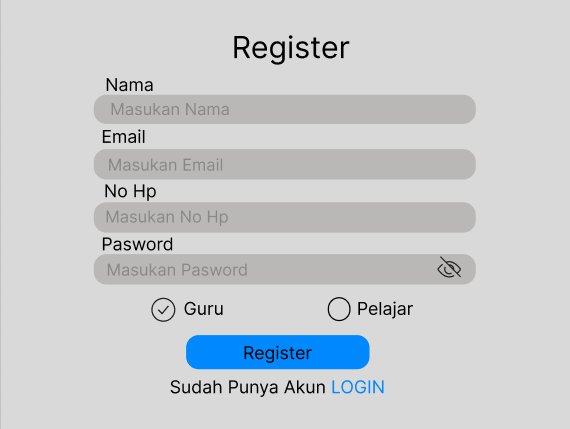 Register
Nama
Masukan Nama
Email
Masukan Email
No Hp
Masukan No Hp
Pasword
Masukan Pasword
Guru Pelajar
Register
Sudah Punya Akun LOGIN